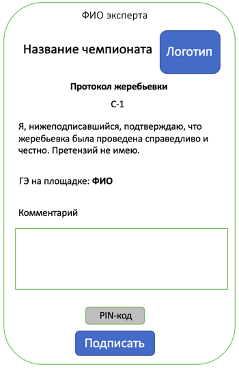 ФИО эксперта
Название чемпионата
Логотип
Протокол жеребьевки
С-1
Я, нижеподписавшийся, подтверждаю, что
жеребьевка была проведена справедливо и
честно. Претензий не имею.
ГЭ на площадке: ФИО
Комментарий
PIN-код
Подписать